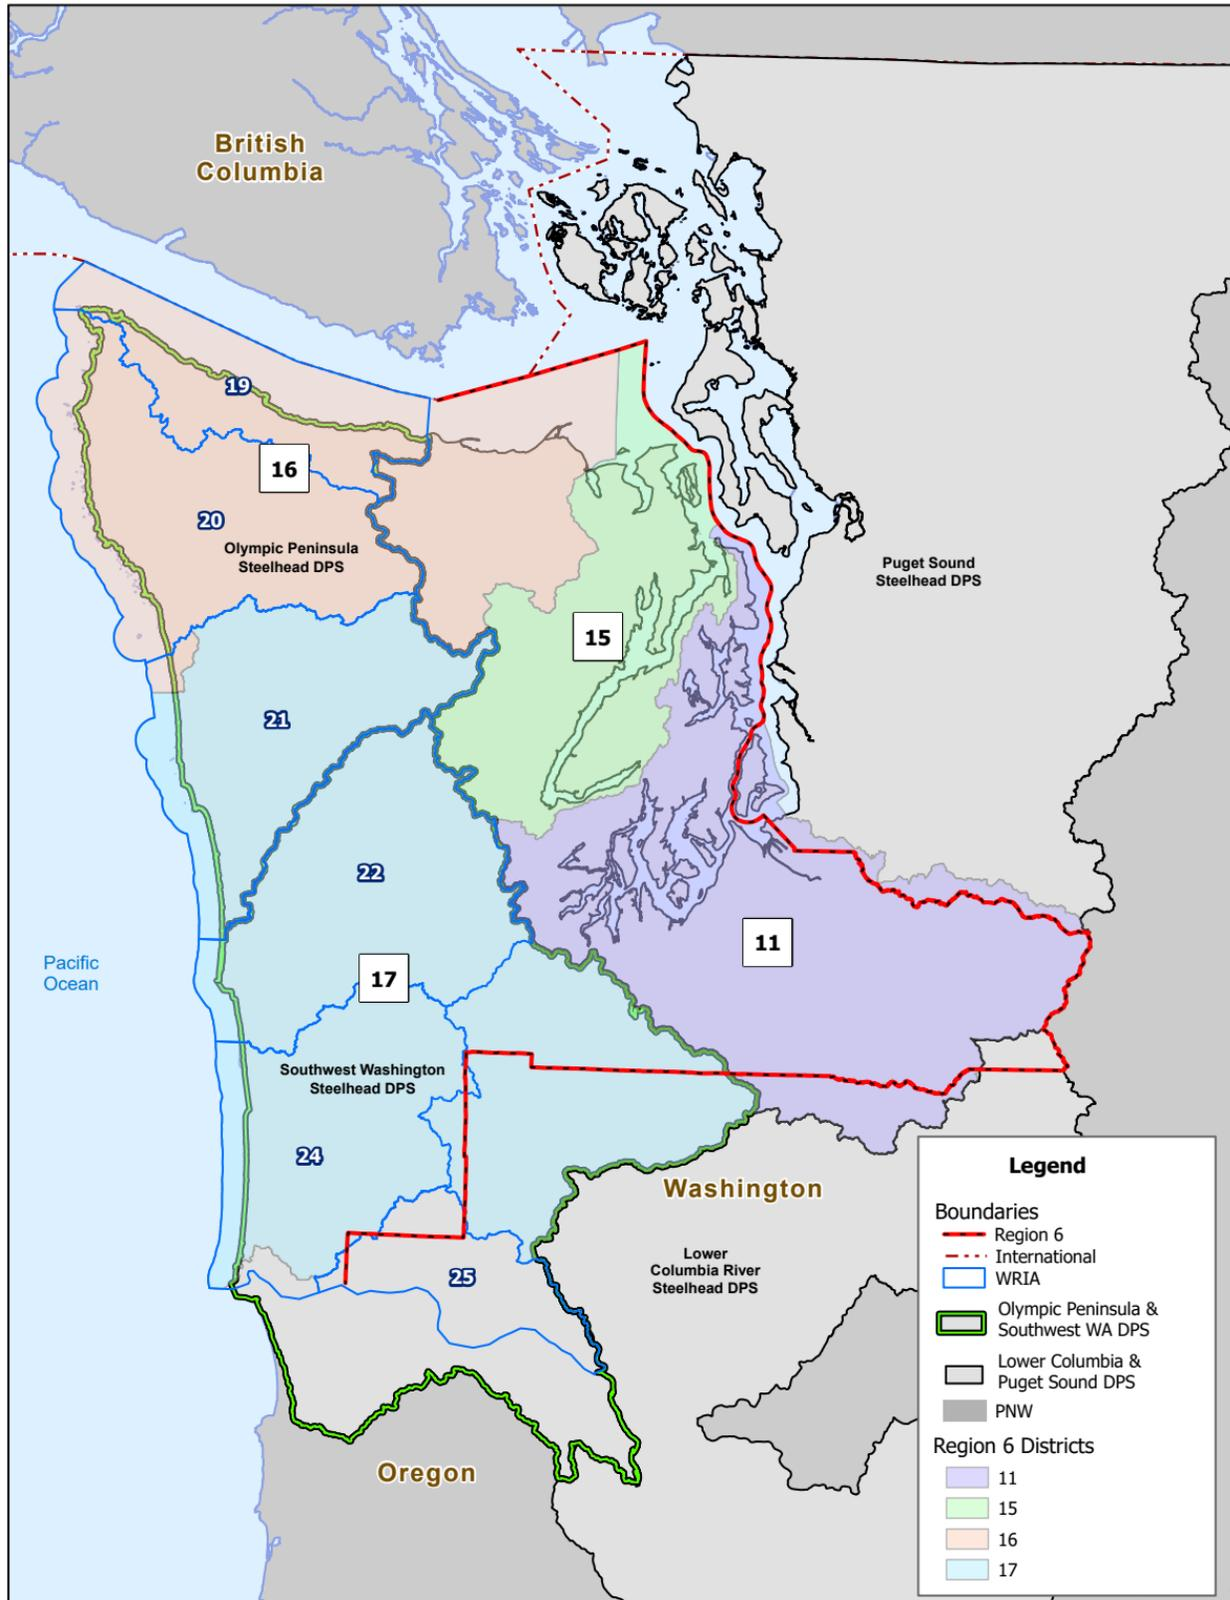 British
Columbia
19
16
20
Olympic Peninsula
Steelhead DPS
Puget Sound
Steelhead DPS
15
21
22
11
Pacific
Ocean
17
Southwest Washington
Steelhead DPS
24
Washington
Lower
Columbia River
Steelhead DPS
25
Oregon
Legend
Boundaries
Region 6
International
WRIA
Olympic Peninsula &
Southwest WA DPS
Lower Columbia &
Puget Sound DPS
PNW
Region 6 Districts
11
15
16
17